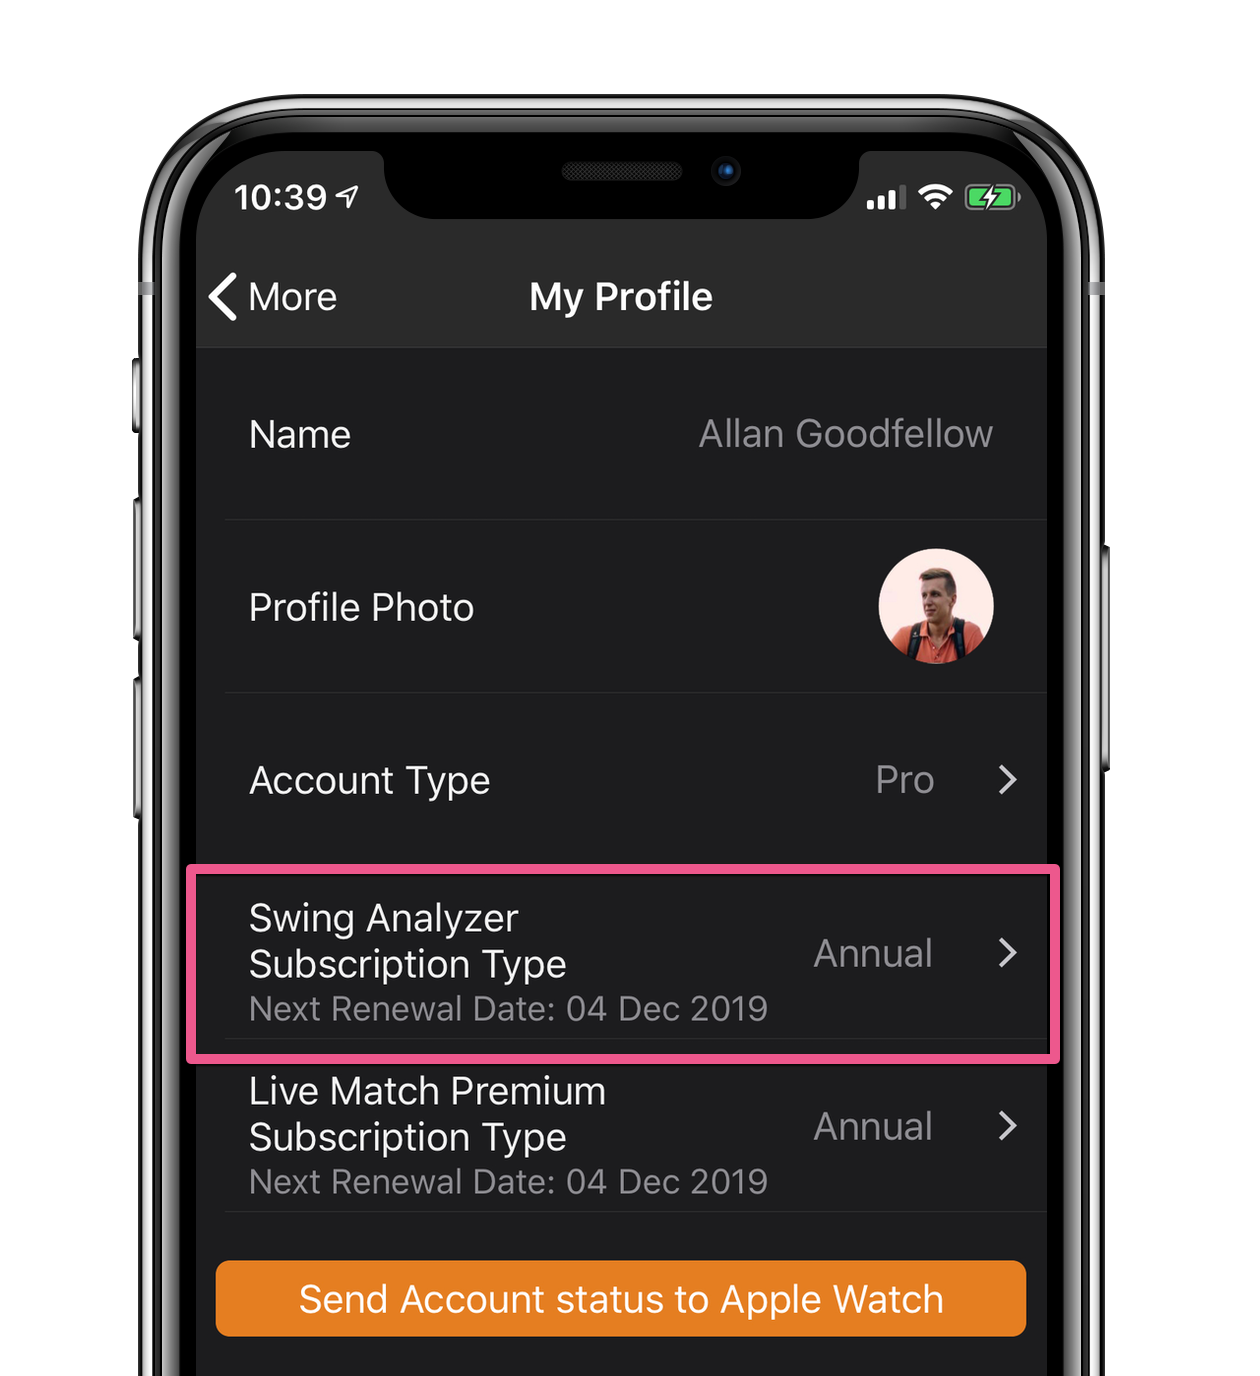 10:39
More
My Profile
Name
Allan Goodfellow
Profile Photo
Account Type
Pro
Swing Analyzer
Subscription Type
Annual
Next Renewal Date: 04 Dec 2019
Live Match Premium
Subscription Type
Annual
Next Renewal Date: 04 Dec 2019
Send Account status to Apple Watch